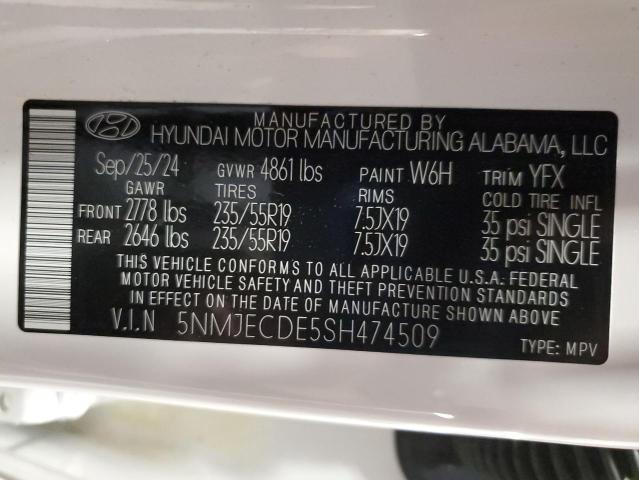 MANUFACTURED BY
HYUNDAI MOTOR MANUFACTURING ALABAMA, LLC
Sep/25/24 GVWR 4861 lbs PAINT W6H TRIM YFX
GAWR TIRES RIMS COLD TIRE INFL
FRONT 2778 lbs 235/55R19 7.5JX19 35 psi SINGLE
REAR 2646 lbs 235/55R19 7.5JX19 35 psi SINGLE
THIS VEHICLE CONFORMS TO ALL APPLICABLE U.S.A. FEDERAL
MOTOR VEHICLE SAFETY AND THEFT PREVENTION STANDARDS
IN EFFECT ON THE DATE OF MANUFACTURE SHOWN ABOVE
V.I.N 5NMJECDE5SH474509
TYPE: MPV